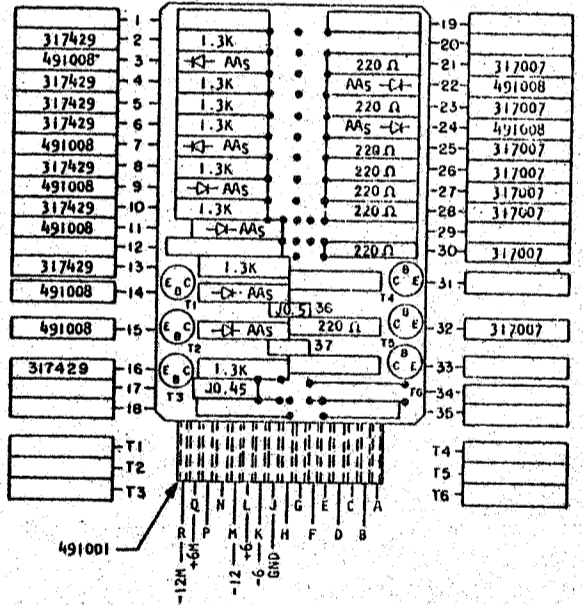 1 19
317429 2 1.3K 20
491008 3 AAS 220 Ω 21 317007
317429 4 1.3K AAS 22 491008
317429 5 1.3K 220 Ω 23 317007
317429 6 1.3K AAS 24 491008
491008 7 AAS 220 Ω 25 317007
317429 8 1.3K 220 Ω 26 317007
491008 9 AAS 220 Ω 27 317007
317429 10 1.3K 220 Ω 28 317007
491008 11 AAS 29
12 220 Ω 30 317007
317429 13 1.3K B 31
491008 14 E C AAS C E T4
T1 J0.5 36
491008 15 E B C AAS 220 Ω C E 32 317007
T2 37 T5
317429 16 E B C 1.3K B C E 33
T3 17 J0.45 T6 34
18 35
T1 T4
T2 T5
T3 T6
491001
R Q P N M L K J H G F E D C B A
-12M +6M -12 +6 -6 GND